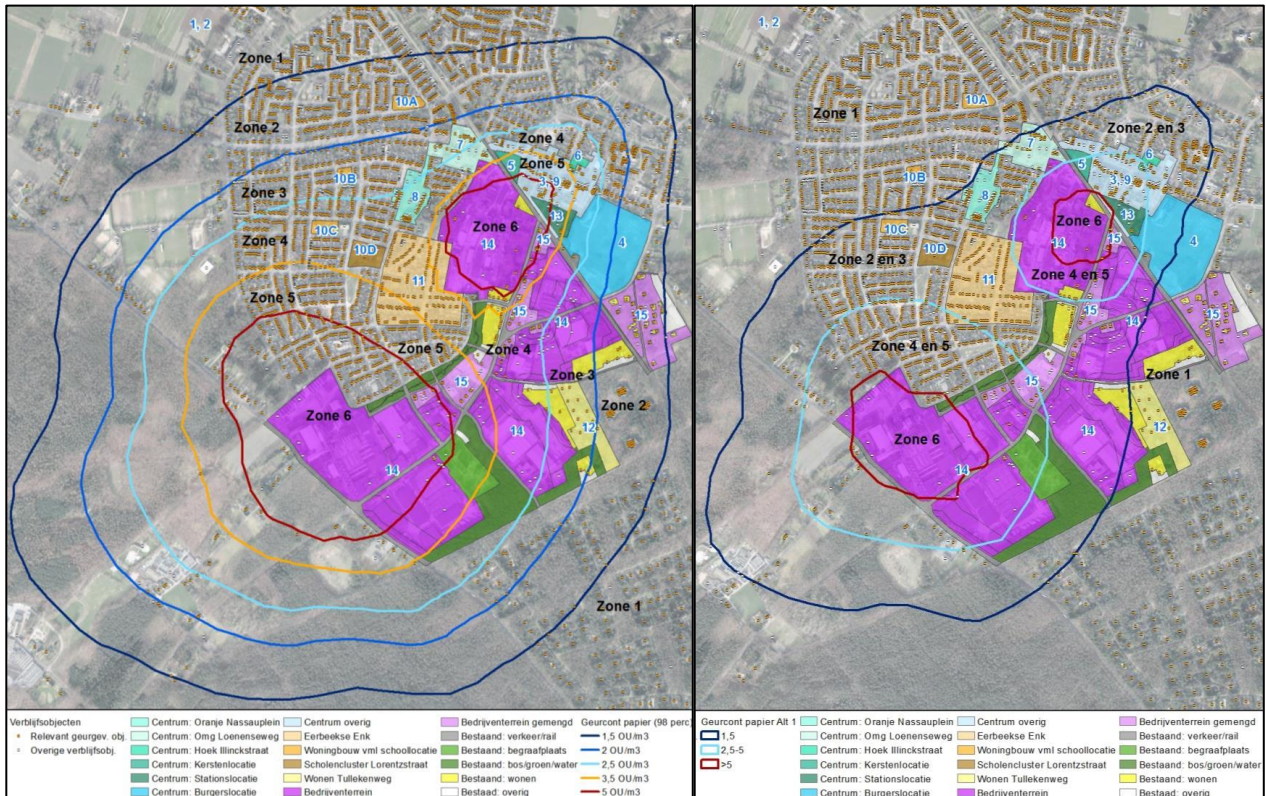 1, 2
Zone 1
Zone 2
10A
Zone 4
7
5
Zone 5
6
10B
3, 9
Zone 3
8
13
Zone 6
14
15
4
10C
Zone 4
10D
11
Zone 5
15
14
15
Zone 5
Zone 4
Zone 3
15
Zone 2
Zone 6
14
12
14
Zone 1
1, 2
10A
Zone 1
Zone 2 en 3
7
5
6
10B
3, 9
8
13
Zone 6
14
15
4
10C
10D
Zone 2 en 3
11
Zone 4 en 5
15
15
14
Zone 4 en 5
Zone 1
15
Zone 6
14
12
14
Verblijfsobjecten
Relevant geurgev. obj.
Overige verblijfsobj.
Centrum: Oranje Nassauplein
Centrum: Omg Loenenseweg
Centrum: Hoek Illinckstraat
Centrum: Kerstenlocatie
Centrum: Stationslocatie
Centrum: Burgerslocatie
Centrum overig
Eerbeekse Enk
Woningbouw vml schoollocatie
Scholencluster Lorentzstraat
Wonen Tullekenweg
Bedrijventerrein
Bedrijventerrein gemengd
Bestaand: verkeer/rail
Bestaand: begraafplaats
Bestaand: bos/groen/water
Bestaand: wonen
Bestaad: overig
Geurcont papier (98 perc)
1,5 OU/m3
2 OU/m3
2,5 OU/m3
3,5 OU/m3
5 OU/m3
Geurcont papier Alt 1
1,5
2,5-5
>5
Centrum: Oranje Nassauplein
Centrum: Omg Loenenseweg
Centrum: Hoek Illinckstraat
Centrum: Kerstenlocatie
Centrum: Stationslocatie
Centrum: Burgerslocatie
Centrum overig
Eerbeekse Enk
Woningbouw vml schoollocatie
Scholencluster Lorentzstraat
Wonen Tullekenweg
Bedrijventerrein
Bedrijventerrein gemengd
Bestaand: verkeer/rail
Bestaand: begraafplaats
Bestaand: bos/groen/water
Bestaand: wonen
Bestaad: overig